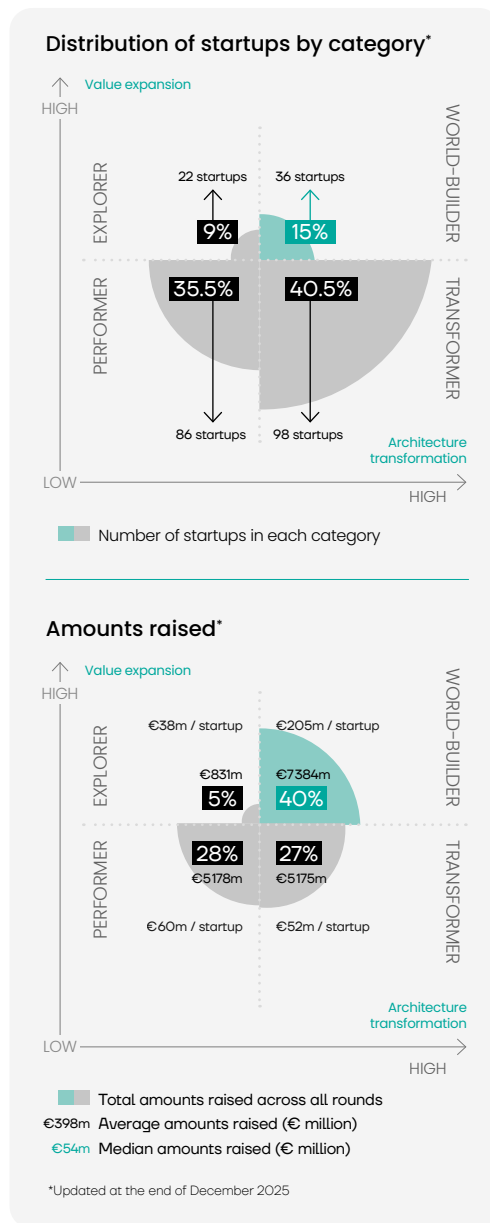 Distribution of startups by category*
Value expansion
HIGH
EXPLORER
WORLD-BUILDER
22 startups
36 startups
9%
15%
PERFORMER
TRANSFORMER
35.5%
40.5%
86 startups
98 startups
Architecture
transformation
LOW
HIGH
Number of startups in each category
Amounts raised*
Value expansion
HIGH
EXPLORER
WORLD-BUILDER
€38m / startup
€205m / startup
€831m
€7384m
5%
40%
PERFORMER
TRANSFORMER
28%
27%
€5178m
€5175m
€60m / startup
€52m / startup
Architecture
transformation
LOW
HIGH
Total amounts raised across all rounds
€398m Average amounts raised (€ million)
€54m Median amounts raised (€ million)
*Updated at the end of December 2025